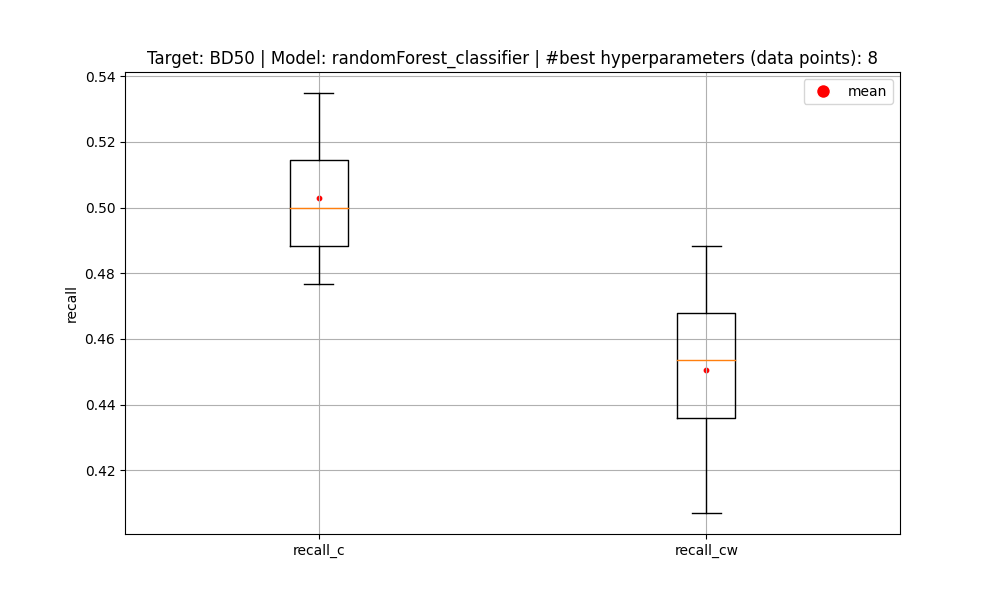 Target: BD50 | Model: randomForest_classifier | #best hyperparameters (data points): 8
mean
0.54
0.52
0.50
0.48
0.46
0.44
0.42
recall
recall_c
recall_cw